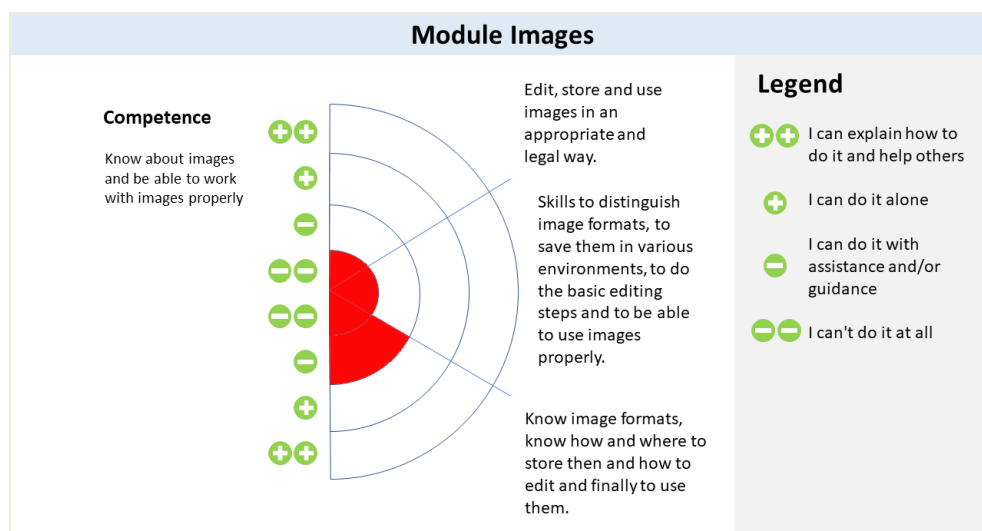 Module Images
Competence
Know about images
and be able to work
with images properly
Edit, store and use
images in an
appropriate and
legal way.
Skills to distinguish
image formats, to
save them in various
environments, to do
the basic editing
steps and to be able
to use images
properly.
Know image formats,
know how and where to
store then and how to
edit and finally to use
them.
Legend
I can explain how to
do it and help others
I can do it alone
I can do it with
assistance and/or
guidance
I can't do it at all